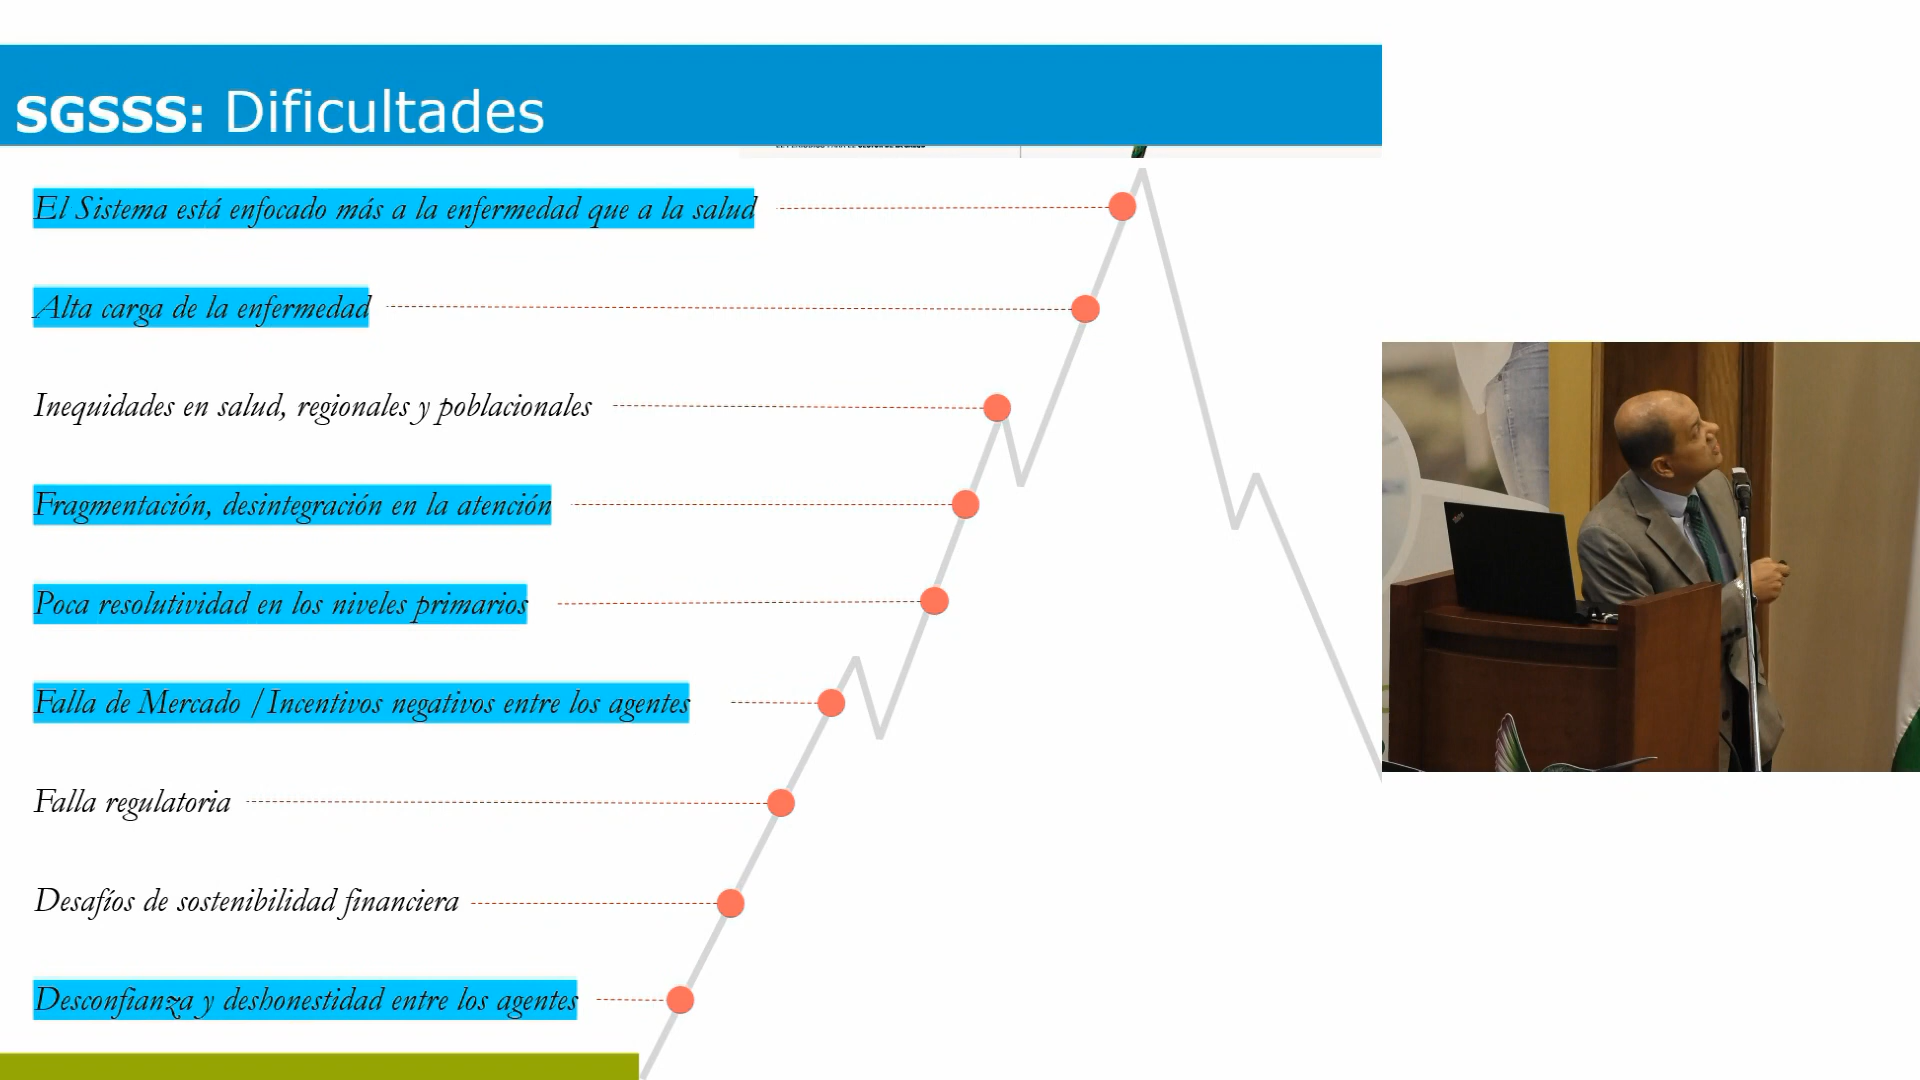 SGSSS: Dificultades
El Sistema está enfocado más a la enfermedad que a la salud
Alta carga de la enfermedad
Inequidades en salud, regionales y poblacionales
Fragmentación, desintegración en la atención
Poca resolutividad en los niveles primarios
Falla de Mercado /Incentivos negativos entre los agentes
Falla regulatoria
Desafíos de sostenibilidad financiera
Desconfianza y deshonestidad entre los agentes